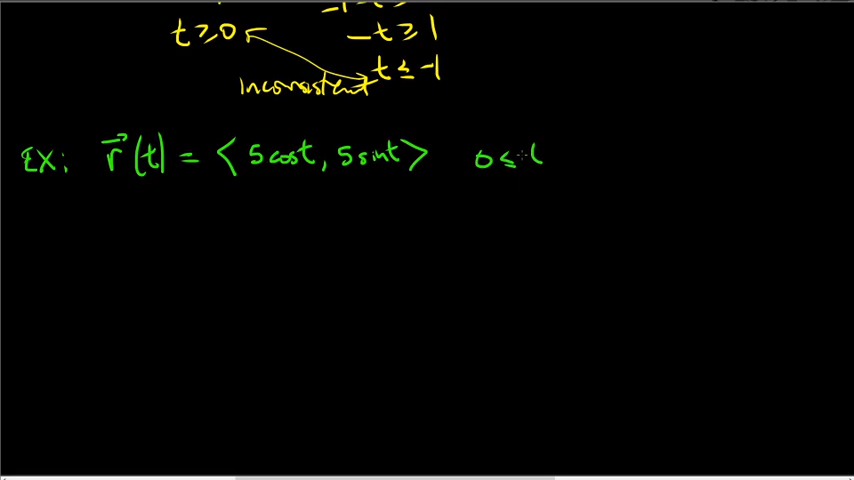 t ≥ 0 -t ≥ 1
t ≤ -1
inconsistent
EX: r⃗(t) = ⟨ 5cost, 5sint ⟩ 0 ≤